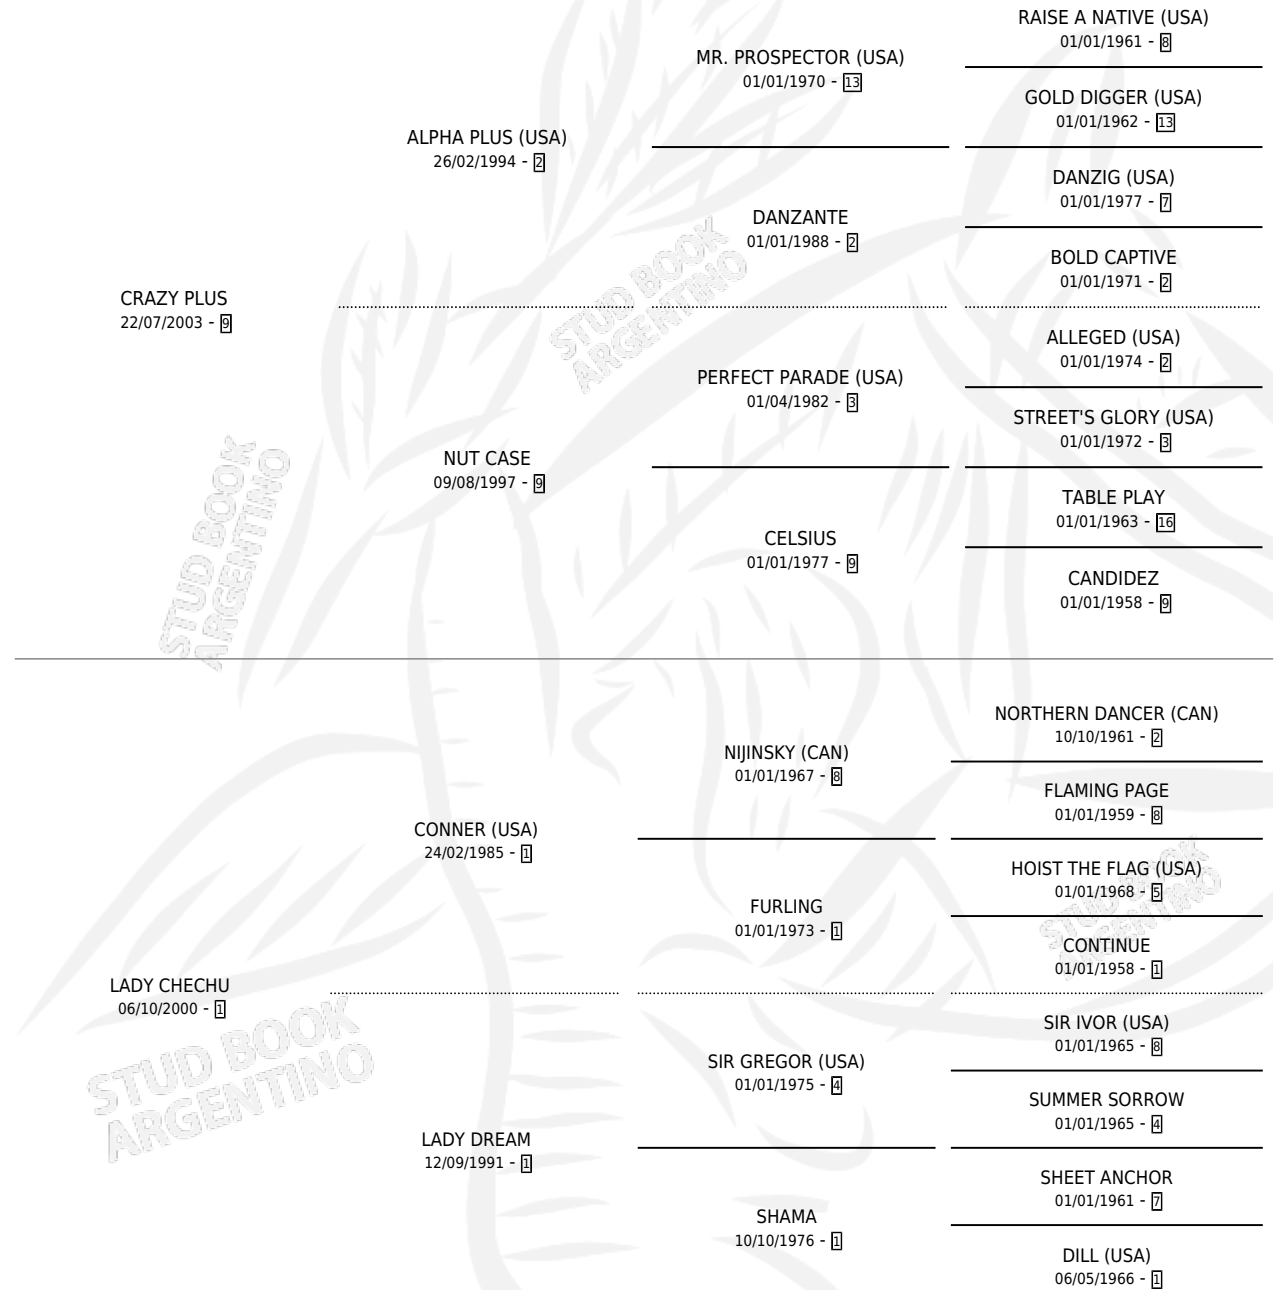 RAISE A NATIVE (USA)
01/01/1961 - 8
MR. PROSPECTOR (USA)
01/01/1970 - 13
GOLD DIGGER (USA)
01/01/1962 - 13
ALPHA PLUS (USA)
26/02/1994 - 2
DANZIG (USA)
01/01/1977 - 7
DANZANTE
01/01/1988 - 2
BOLD CAPTIVE
01/01/1971 - 2
STUD BOOK
ARGENTINO
CRAZY PLUS
22/07/2003 - 9
ALLEGED (USA)
01/01/1974 - 2
PERFECT PARADE (USA)
01/04/1982 - 3
STREET'S GLORY (USA)
01/01/1972 - 3
NUT CASE
09/08/1997 - 9
TABLE PLAY
01/01/1963 - 16
CELSIUS
01/01/1977 - 9
CANDIDEZ
01/01/1958 - 9
STUD BOOK
ARGENTINO
NORTHERN DANCER (CAN)
10/10/1961 - 2
NIJINSKY (CAN)
01/01/1967 - 8
FLAMING PAGE
01/01/1959 - 8
CONNER (USA)
24/02/1985 - 1
HOIST THE FLAG (USA)
01/01/1968 - 5
FURLING
01/01/1973 - 1
STUD BOOK
ARGENTINO
CONTINUE
01/01/1958 - 1
LADY CHECHU
06/10/2000 - 1
SIR IVOR (USA)
01/01/1965 - 8
SIR GREGOR (USA)
01/01/1975 - 4
SUMMER SORROW
01/01/1965 - 4
STUD BOOK
ARGENTINO
LADY DREAM
12/09/1991 - 1
SHEET ANCHOR
01/01/1961 - 7
SHAMA
10/10/1976 - 1
DILL (USA)
06/05/1966 - 1